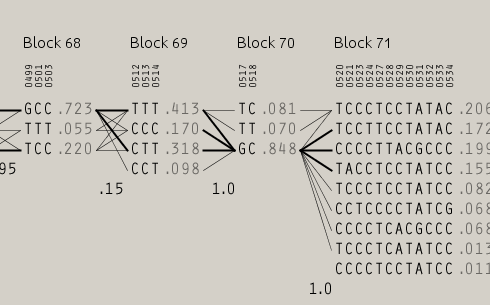 Block 68 Block 69 Block 70 Block 71
0499 0501 0503 0512 0513 0514 0517 0518 0520 0521 0523 0524 0527 0528 0529 0530 0531 0532 0533 0534
GCC .723 TTT .413 TC .081 TCCCTCCTATAC .206
TTT .055 CCC .170 TT .070 TCCTTCCTATAC .172
TCC .220 CTT .318 GC .848 CCCCTTACGCCC .199
95 CCT .098 TACCTCCTATCC .155
.15 1.0 TCCCTCCTATCC .082
CCTCCCCTATCG .068
CCCCTCACGCCC .068
TCCCTCATATCC .013
CCCCTCCTATCC .011
1.0